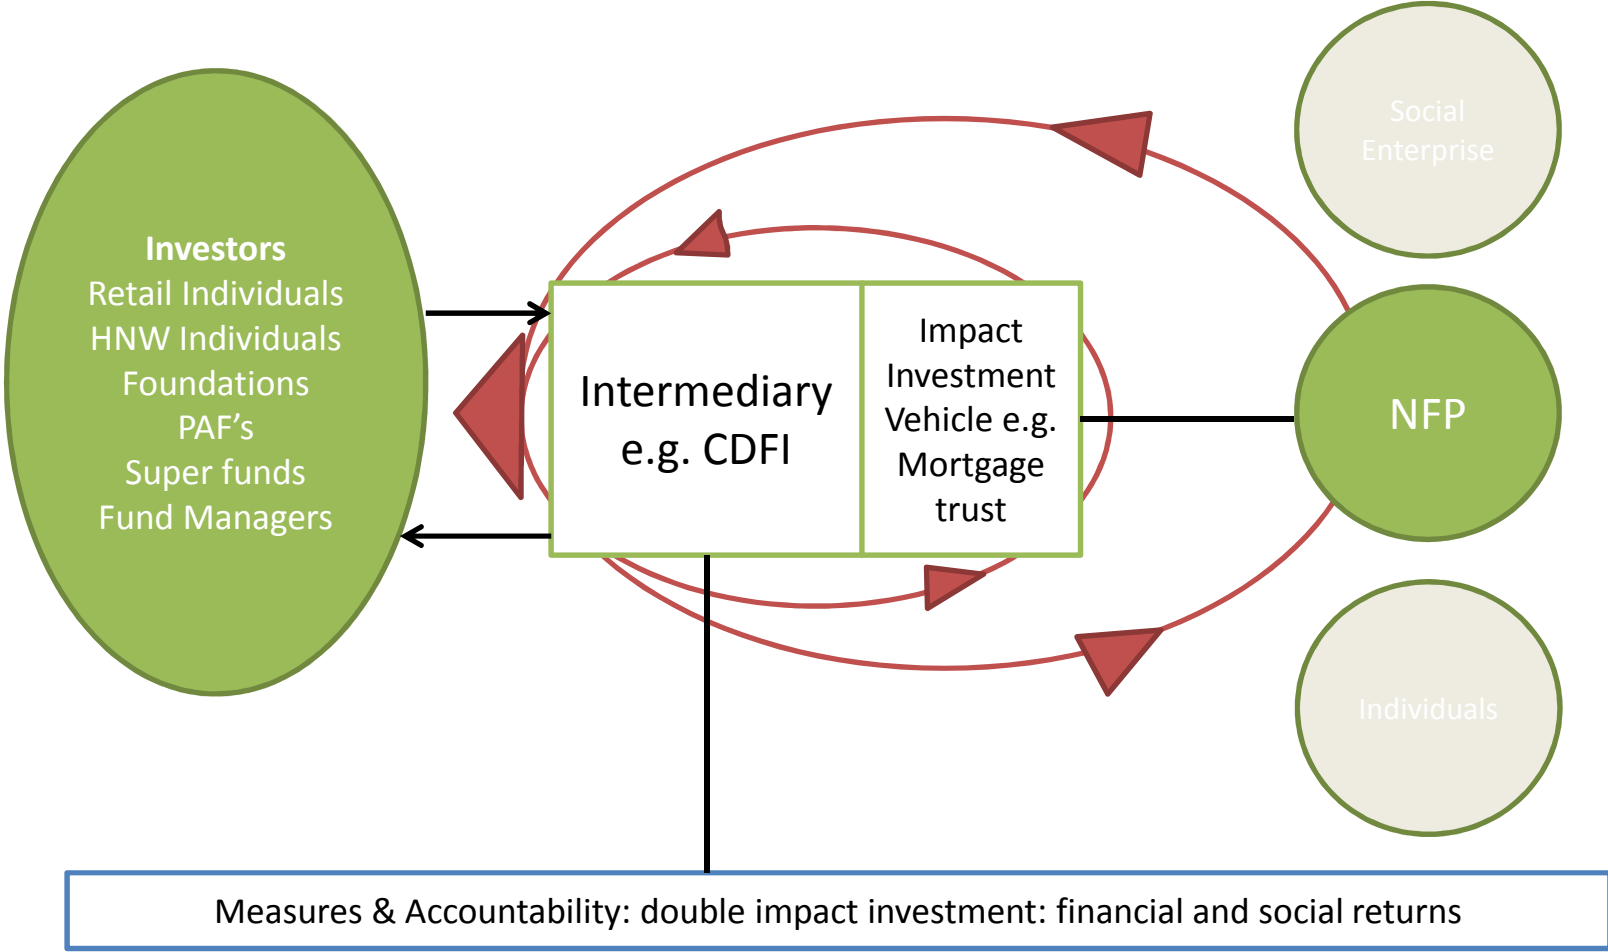 Investors
Retail Individuals
HNW Individuals
Foundations
PAF’s
Super funds
Fund Managers
Intermediary
e.g. CDFI
Impact
Investment
Vehicle e.g.
Mortgage
trust
Social
Enterprise
NFP
Individuals
Measures & Accountability: double impact investment: financial and social returns